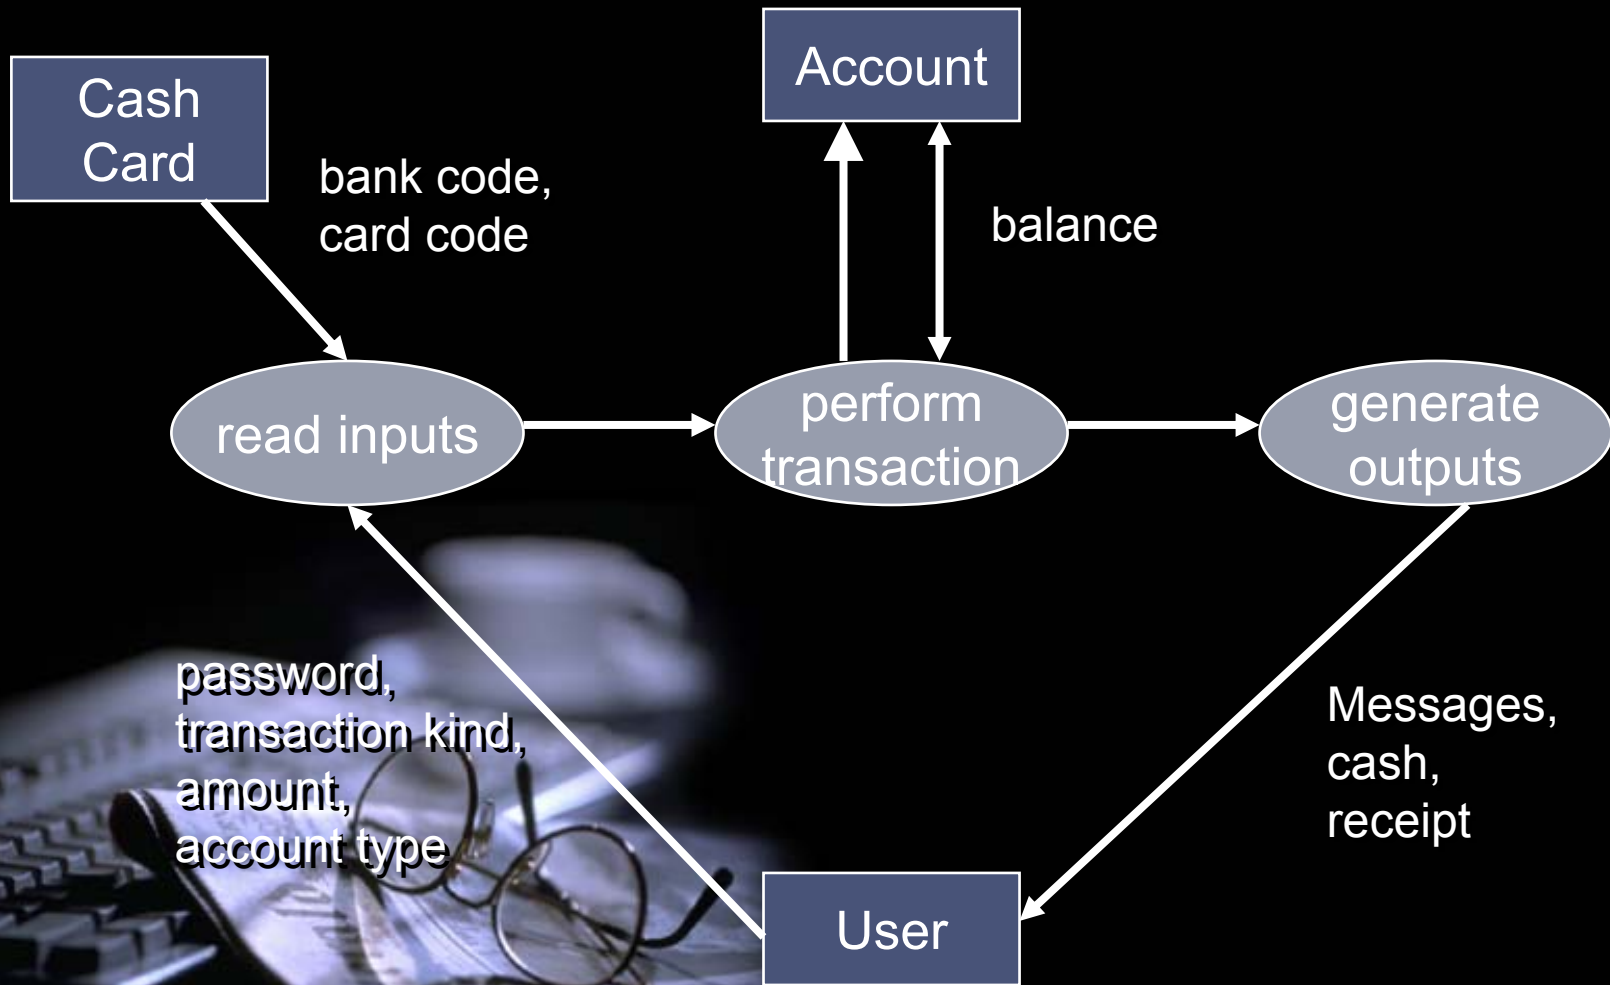 Account
Cash
Card
bank code,
card code
balance
read inputs
perform
transaction
generate
outputs
password,
transaction kind,
amount,
account type
Messages,
cash,
receipt
User